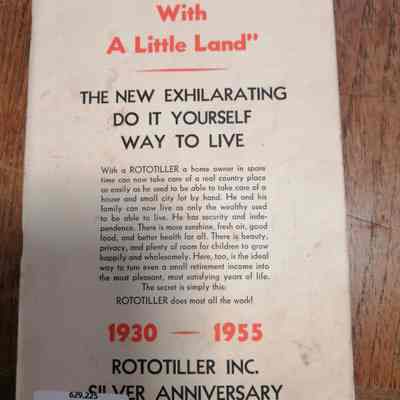 With
A Little Land"
THE NEW EXHILARATING
DO IT YOURSELF
WAY TO LIVE
With a ROTOTILLER a home owner in spare
time can now take care of a real country place
as easily as he used to be able to take care of a
house and small city lot by hand. He and his
family can now live as only the wealthy used
to be able to live. He has security and inde-
pendence. There is more sunshine, fresh air, good
food, and better health for all. There is beauty,
privacy, and plenty of room for children to grow
happily and wholesomely. Here, too, is the ideal
way to turn even a small retirement income into
the most pleasant, most satisfying years of life.
The secret is simply this:
ROTOTILLER does most all the work!
1930 — 1955
ROTOTILLER INC.
SILVER ANNIVERSARY
629.225